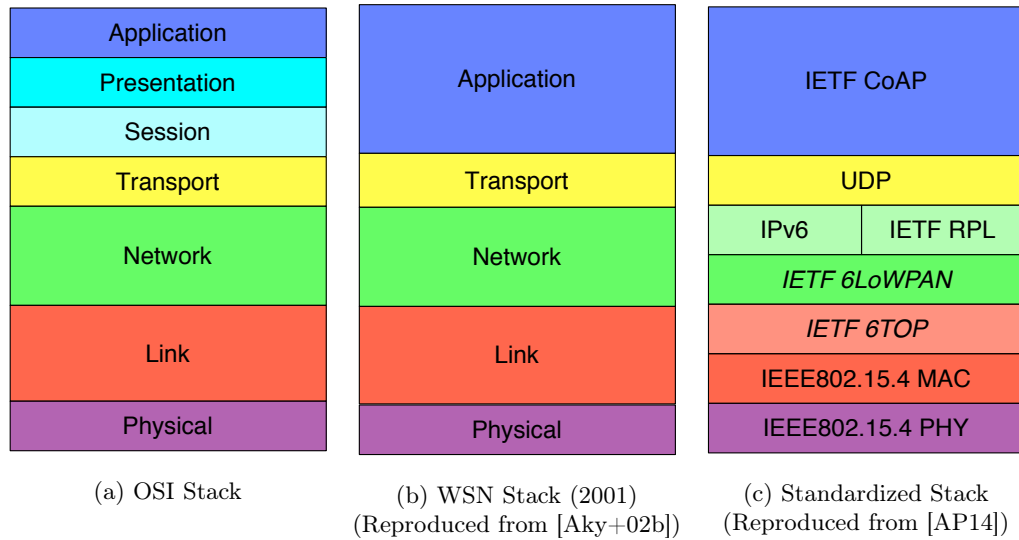 Application
Presentation
Session
Transport
Network
Link
Physical
(a) OSI Stack
Application
Transport
Network
Link
Physical
(b) WSN Stack (2001)
(Reproduced from [Aky+02b])
IETF CoAP
UDP
IPv6
IETF RPL
IETF 6LoWPAN
IETF 6TOP
IEEE802.15.4 MAC
IEEE802.15.4 PHY
(c) Standardized Stack
(Reproduced from [AP14])